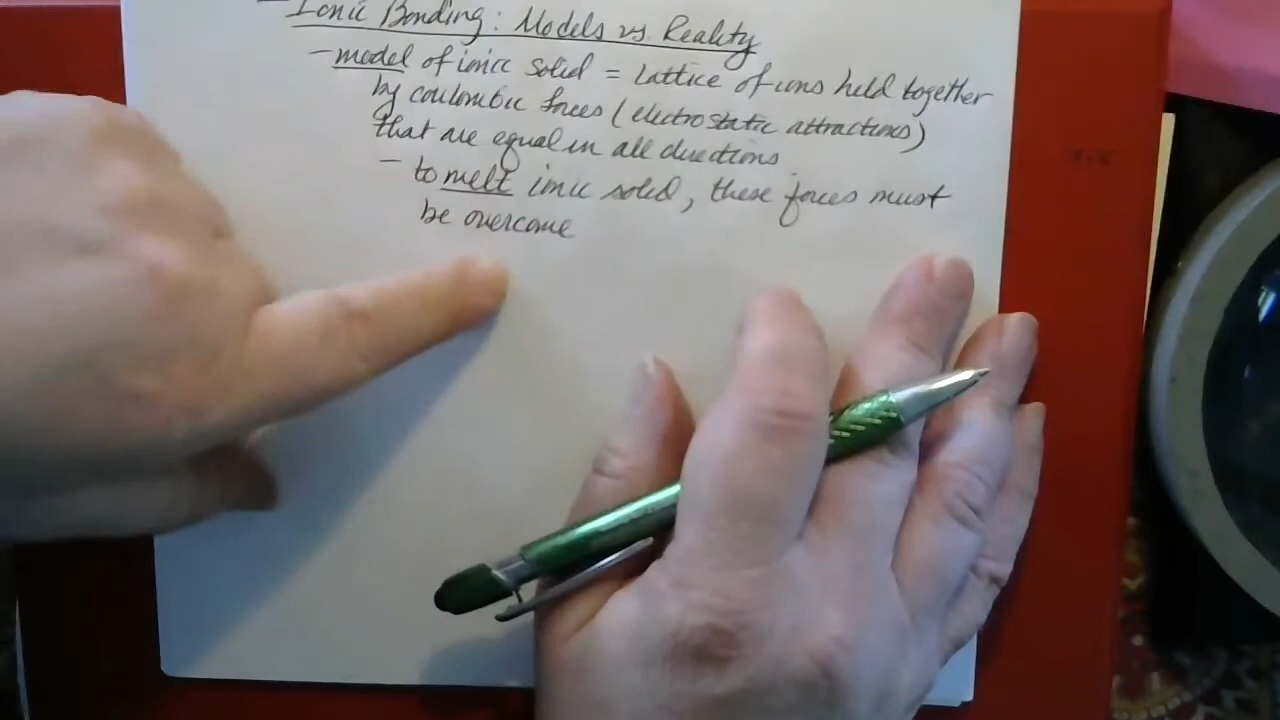 Ionic Bonding: Models vs. Reality
- model of ionic solid = lattice of ions held together
by coulombic forces (electrostatic attractions)
that are equal in all directions
- to melt ionic solid, these forces must
be overcome